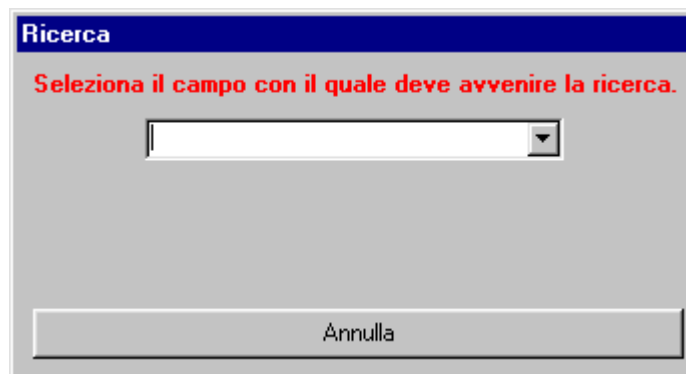 Ricerca
Seleziona il campo con il quale deve avvenire la ricerca.
Annulla